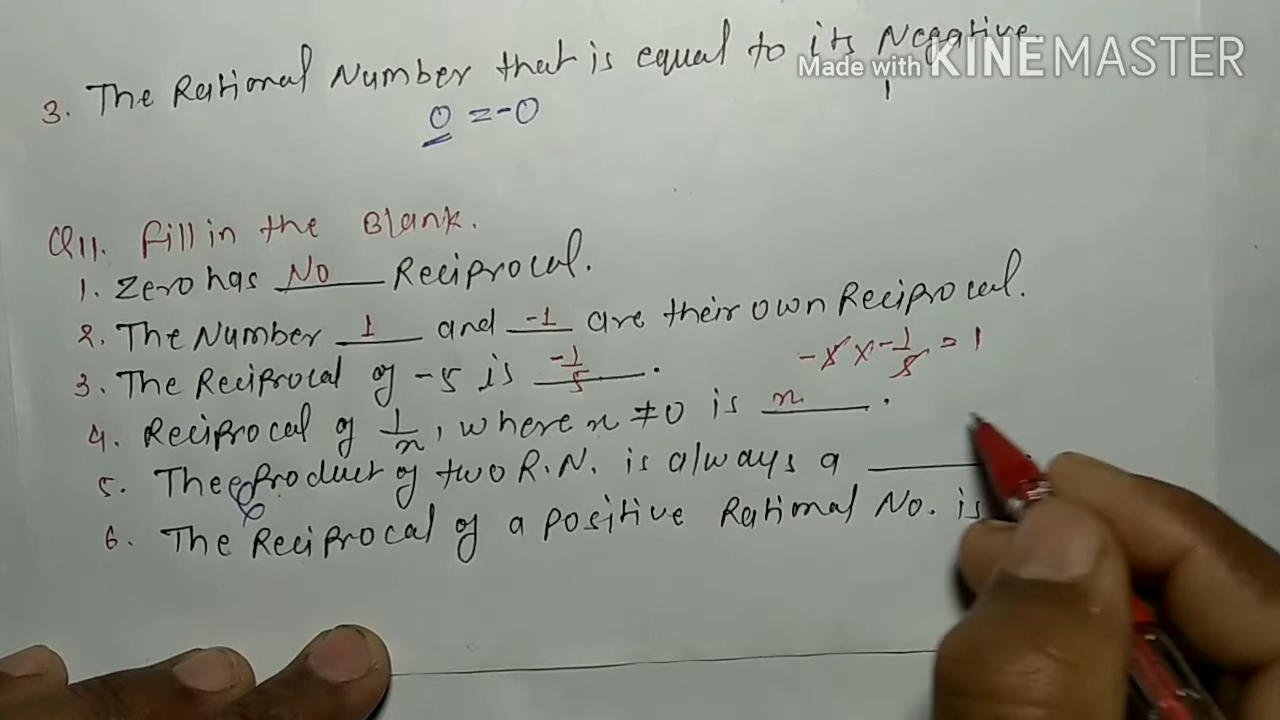 3. The Rational Number that is equal to its Negative.
Made with KINEMASTER
0 = -0
Q11. Fill in the Blank.
1. Zero has No Reciprocal.
2. The Number 1 and -1 are their own Reciprocal.
-5 x -1/5 = 1
3. The Reciprocal of -5 is -1/5.
4. Reciprocal of 1/x, where x ≠ 0 is x.
5. The Product of two R.N. is always a ______.
6. The Reciprocal of a positive Rational No. is